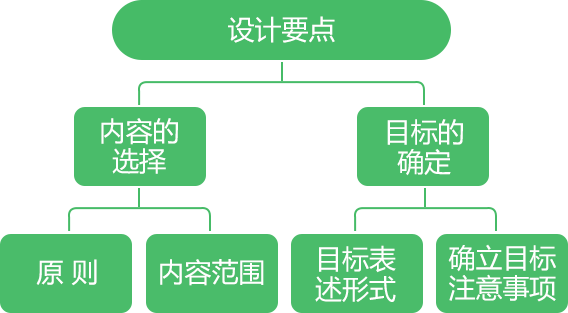 设计要点
内容的
选择
目标的
确定
原 则
内容范围
目标表
述形式
确立目标
注意事项